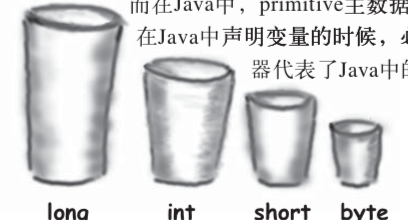 而在Java中，primitive主数据
在Java中声明变量的时候，
器代表了Java中的
long int short byte